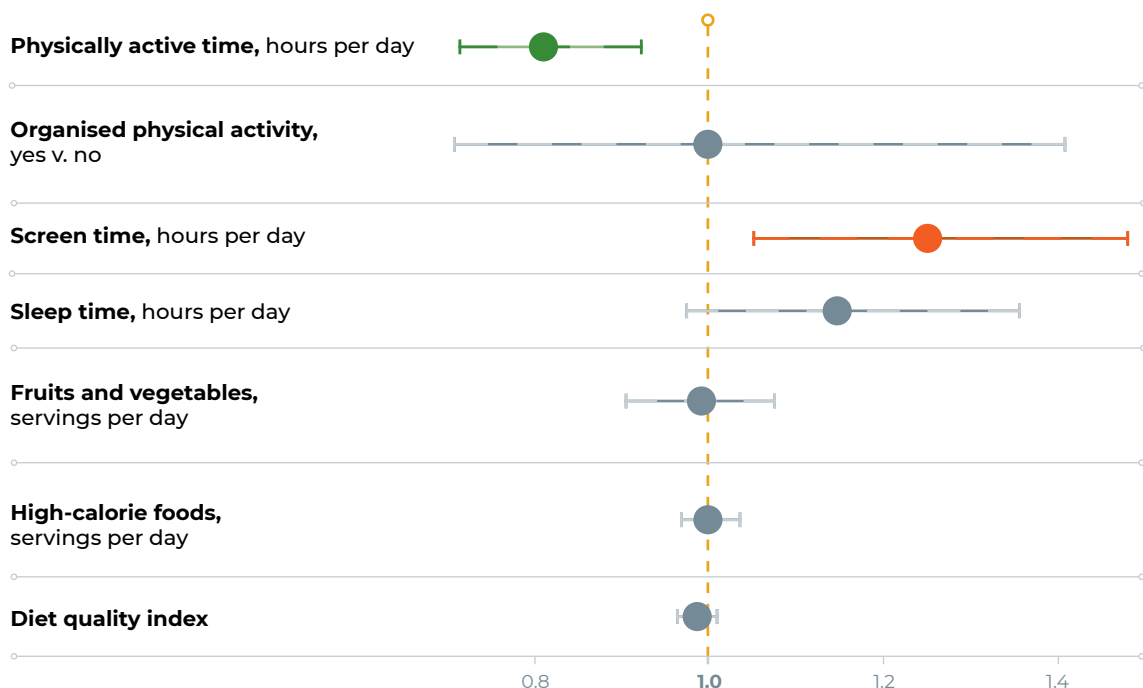 Physically active time, hours per day
Organised physical activity,
yes v. no
Screen time, hours per day
Sleep time, hours per day
Fruits and vegetables,
servings per day
High-calorie foods,
servings per day
Diet quality index
0.8 1.0 1.2 1.4